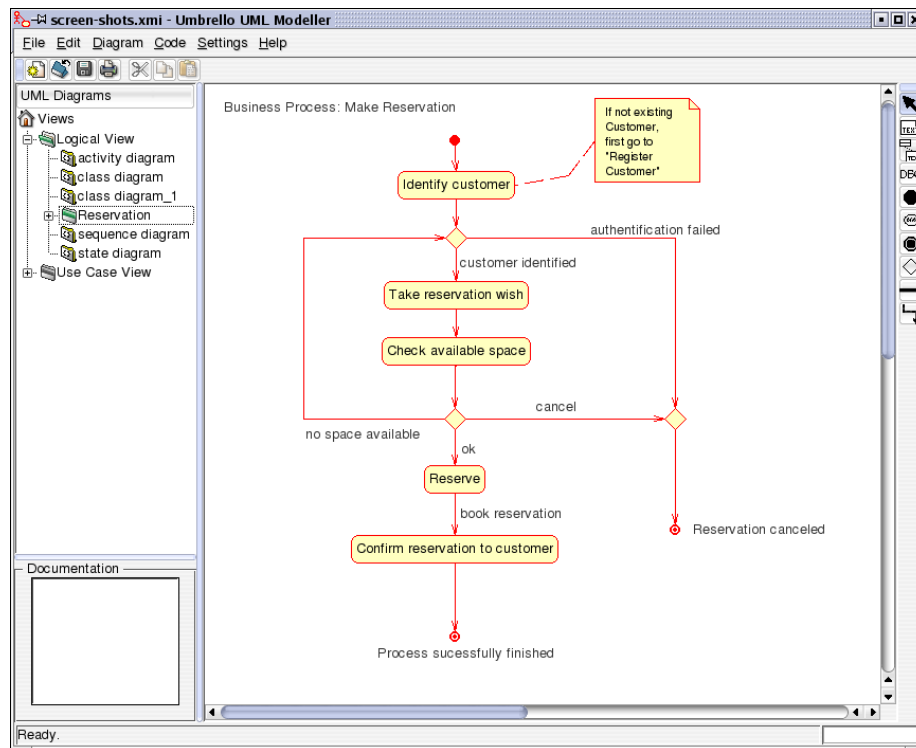 screen-shots.xmi - Umbrello UML Modeller
File Edit Diagram Code Settings Help
UML Diagrams
Views
Logical View
activity diagram
class diagram
class diagram_1
Reservation
sequence diagram
state diagram
Use Case View
Documentation
Business Process: Make Reservation
If not existing
Customer,
first go to
"Register
Customer"
Identify customer
authentification failed
customer identified
Take reservation wish
Check available space
cancel
no space available
ok
Reserve
book reservation
Reservation canceled
Confirm reservation to customer
Process sucessfully finished
TEXT
Ready.